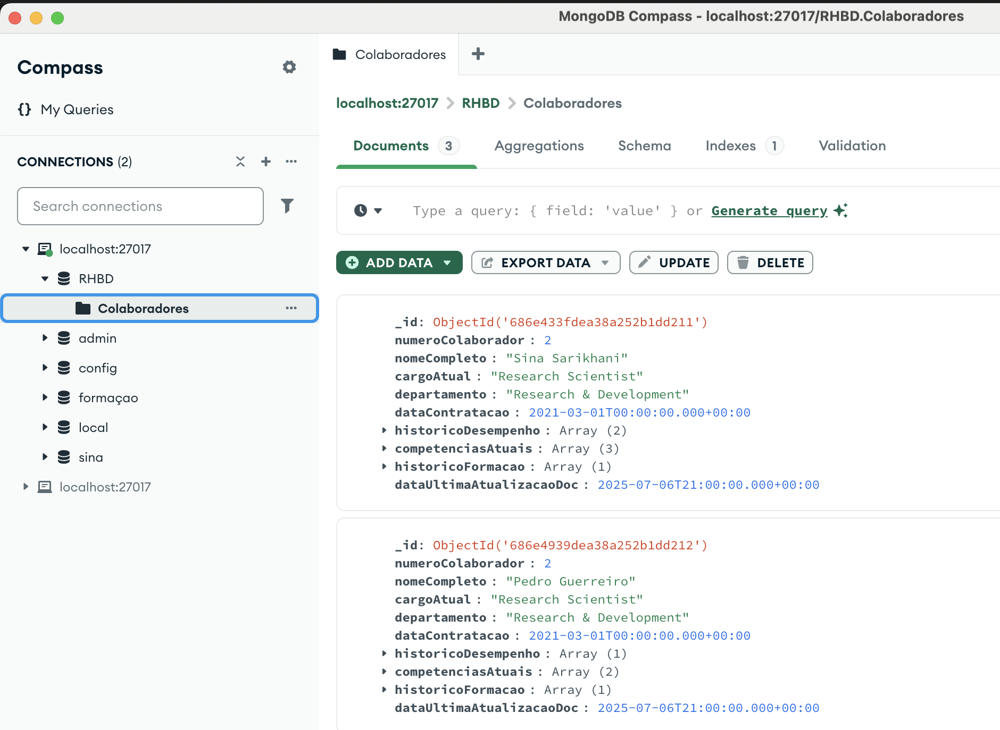 MongoDB Compass - localhost:27017/RHBD.Colaboradores
Compass
{} My Queries
CONNECTIONS (2)
Search connections
localhost:27017
RHBD
Colaboradores
admin
config
formaçao
local
sina
localhost:27017
Colaboradores
localhost:27017 > RHBD > Colaboradores
Documents 3 Aggregations Schema Indexes 1 Validation
Type a query: { field: 'value' } or Generate query
ADD DATA EXPORT DATA UPDATE DELETE
_id: ObjectId('686e433fdea38a252b1dd211')
numeroColaborador : 2
nomeCompleto : "Sina Sarikhani"
cargoAtual : "Research Scientist"
departamento : "Research & Development"
dataContratacao : 2021-03-01T00:00:00.000+00:00
historicoDesempenho : Array (2)
competenciasAtuais : Array (3)
historicoFormacao : Array (1)
dataUltimaAtualizacaoDoc : 2025-07-06T21:00:00.000+00:00
_id: ObjectId('686e4939dea38a252b1dd212')
numeroColaborador : 2
nomeCompleto : "Pedro Guerreiro"
cargoAtual : "Research Scientist"
departamento : "Research & Development"
dataContratacao : 2021-03-01T00:00:00.000+00:00
historicoDesempenho : Array (1)
competenciasAtuais : Array (2)
historicoFormacao : Array (1)
dataUltimaAtualizacaoDoc : 2025-07-06T21:00:00.000+00:00